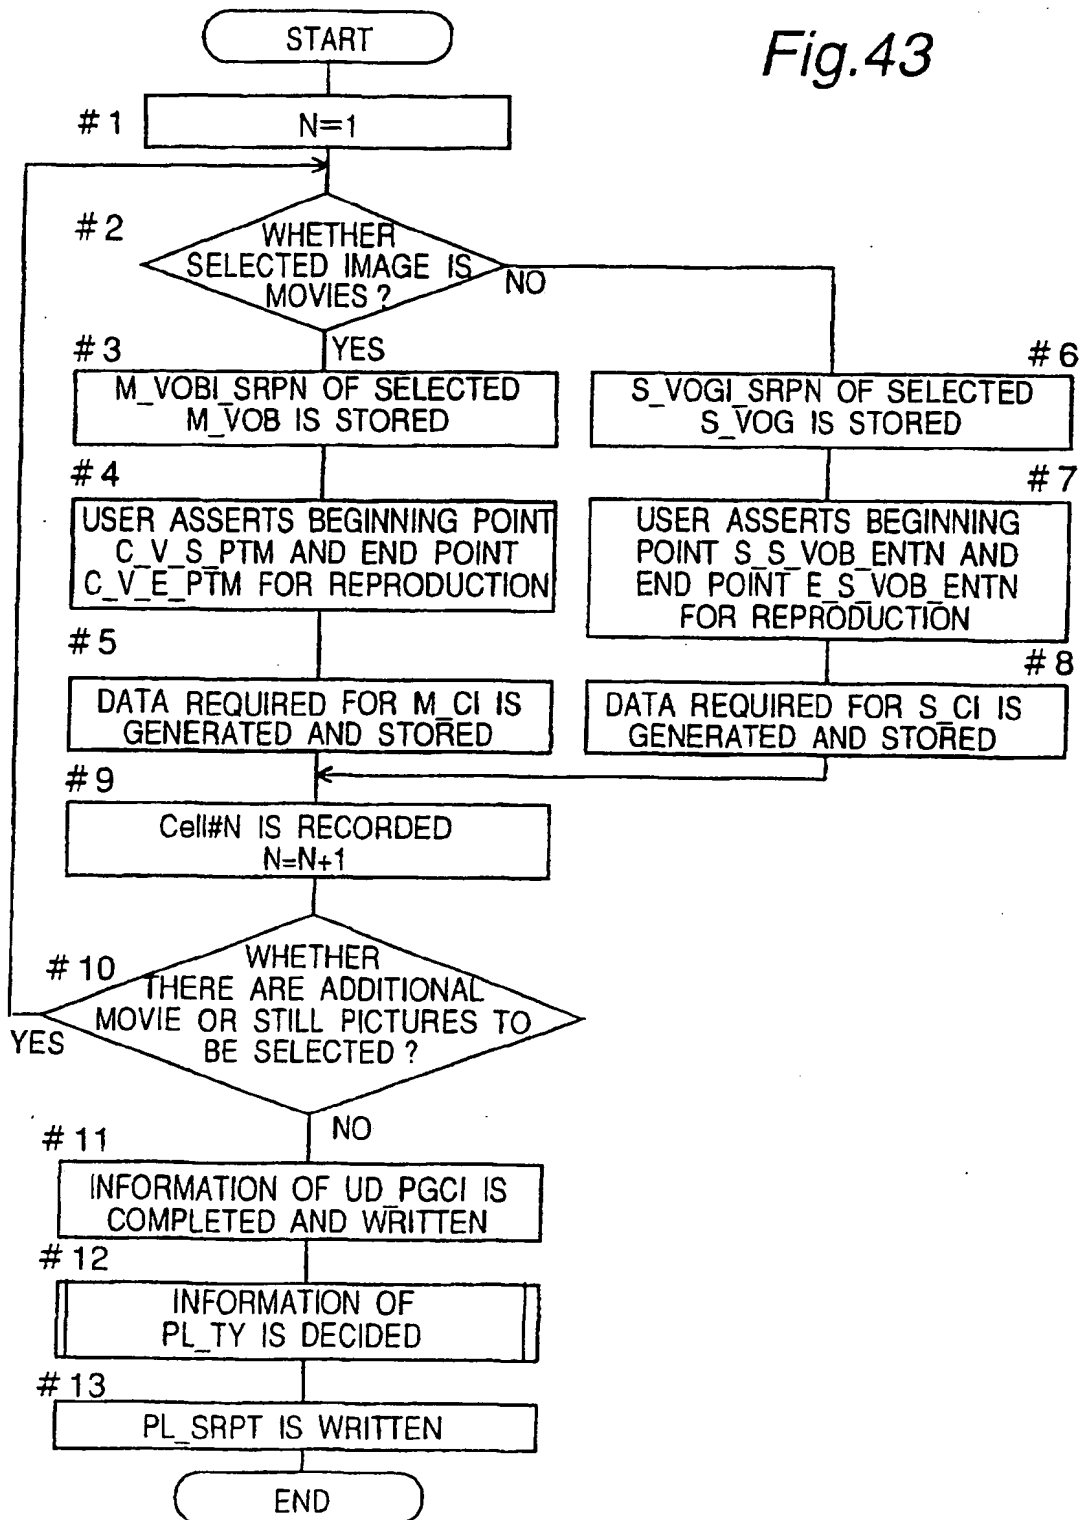 START
Fig.43
#1
N=1
#2
WHETHER
SELECTED IMAGE IS
MOVIES?
NO
YES
#3
M_VOBI_SRPN OF SELECTED
M_VOB IS STORED
#6
S_VOGI_SRPN OF SELECTED
S_VOG IS STORED
#4
USER ASSERTS BEGINNING POINT
C_V_S_PTM AND END POINT
C_V_E_PTM FOR REPRODUCTION
#7
USER ASSERTS BEGINNING
POINT S_S_VOB_ENTN AND
END POINT E_S_VOB_ENTN
FOR REPRODUCTION
#5
DATA REQUIRED FOR M_CI IS
GENERATED AND STORED
#8
DATA REQUIRED FOR S_CI IS
GENERATED AND STORED
#9
Cell#N IS RECORDED
N=N+1
#10
WHETHER
THERE ARE ADDITIONAL
MOVIE OR STILL PICTURES TO
BE SELECTED?
YES
NO
#11
INFORMATION OF UD_PGCI IS
COMPLETED AND WRITTEN
#12
INFORMATION OF
PL_TY IS DECIDED
#13
PL_SRPT IS WRITTEN
END